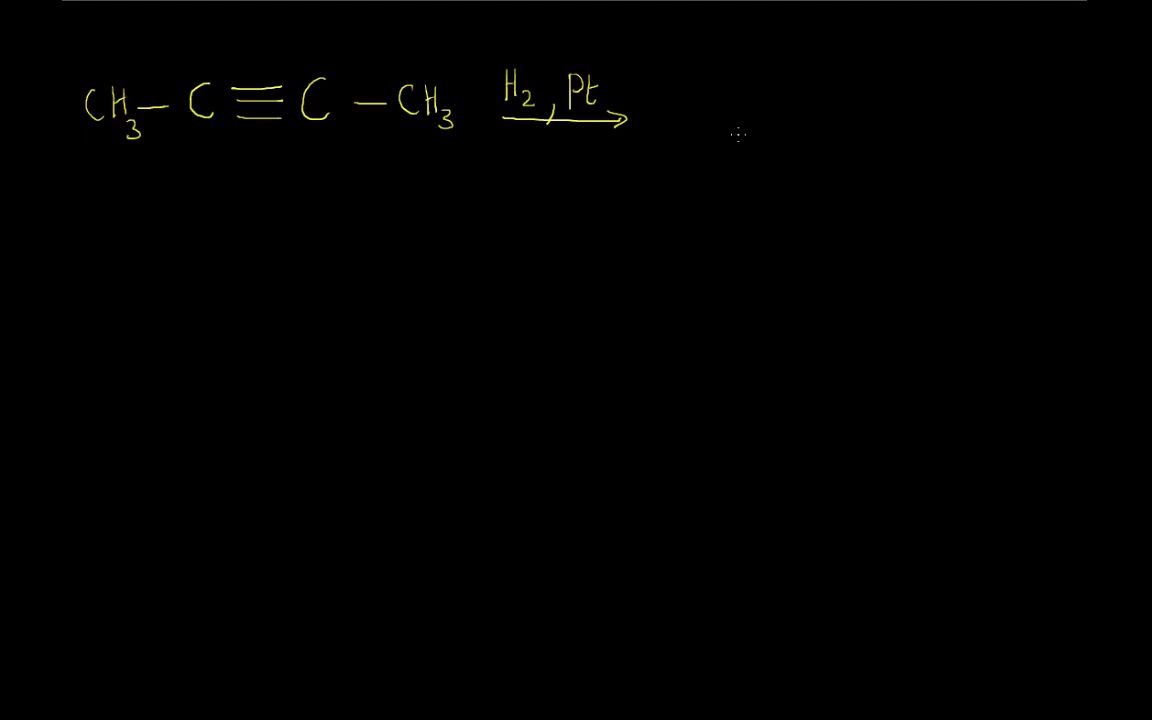 CH₃ — C ≡ C — CH₃ H₂, Pt →